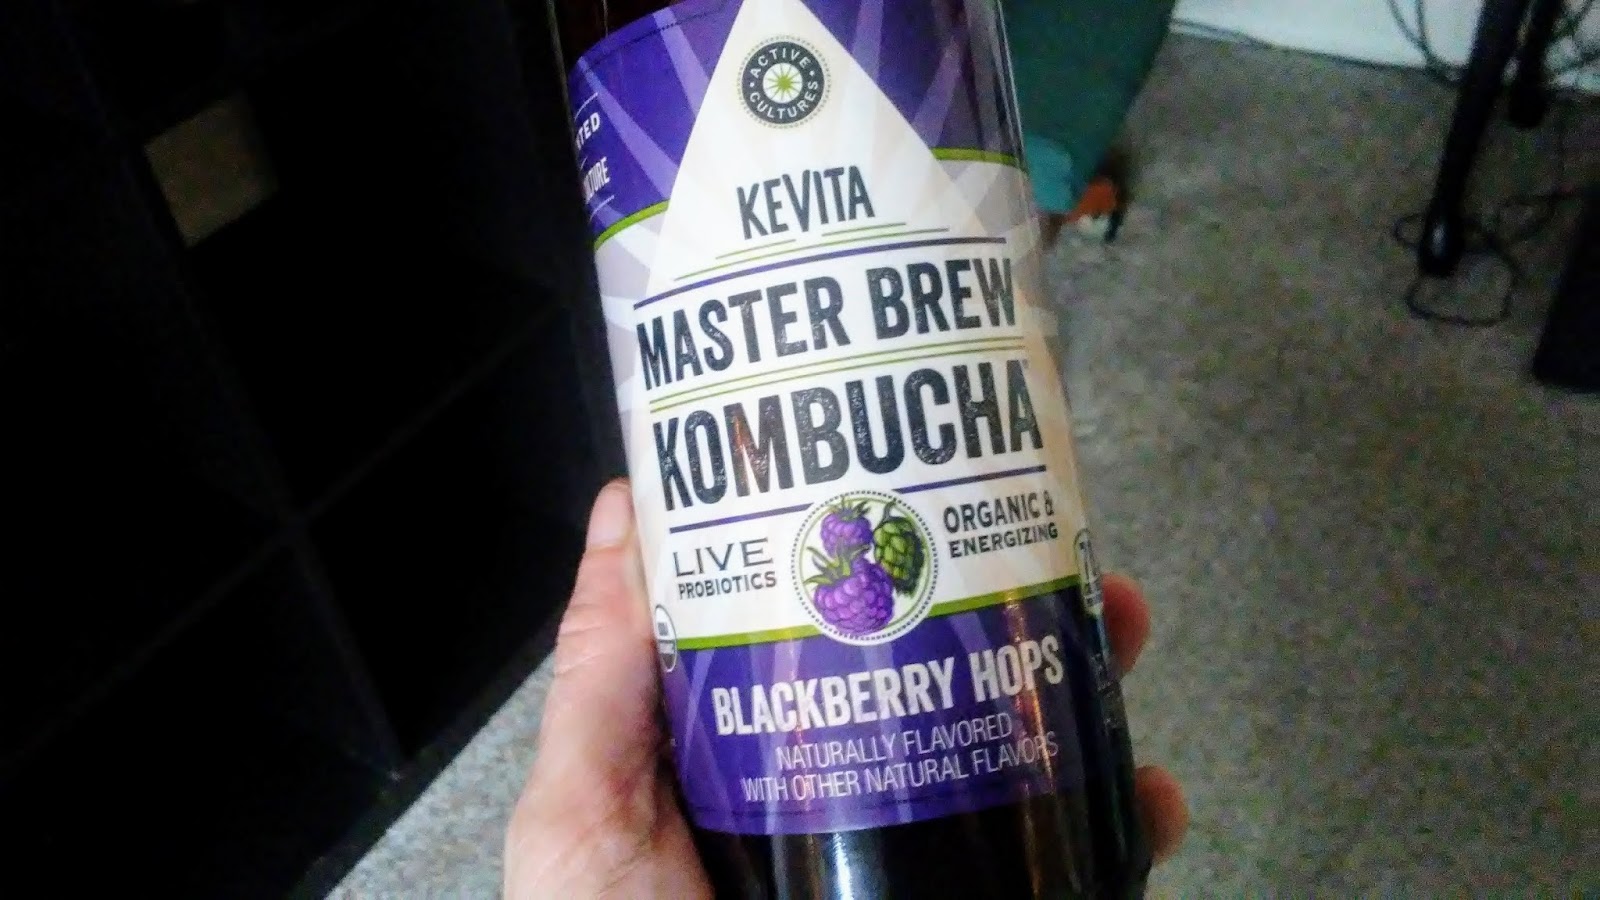 ACTIVE CULTURES
KEVITA
MASTER BREW
KOMBUCHA
LIVE
PROBIOTICS
ORGANIC &
ENERGIZING
BLACKBERRY HOPS
NATURALLY FLAVORED
WITH OTHER NATURAL FLAVORS